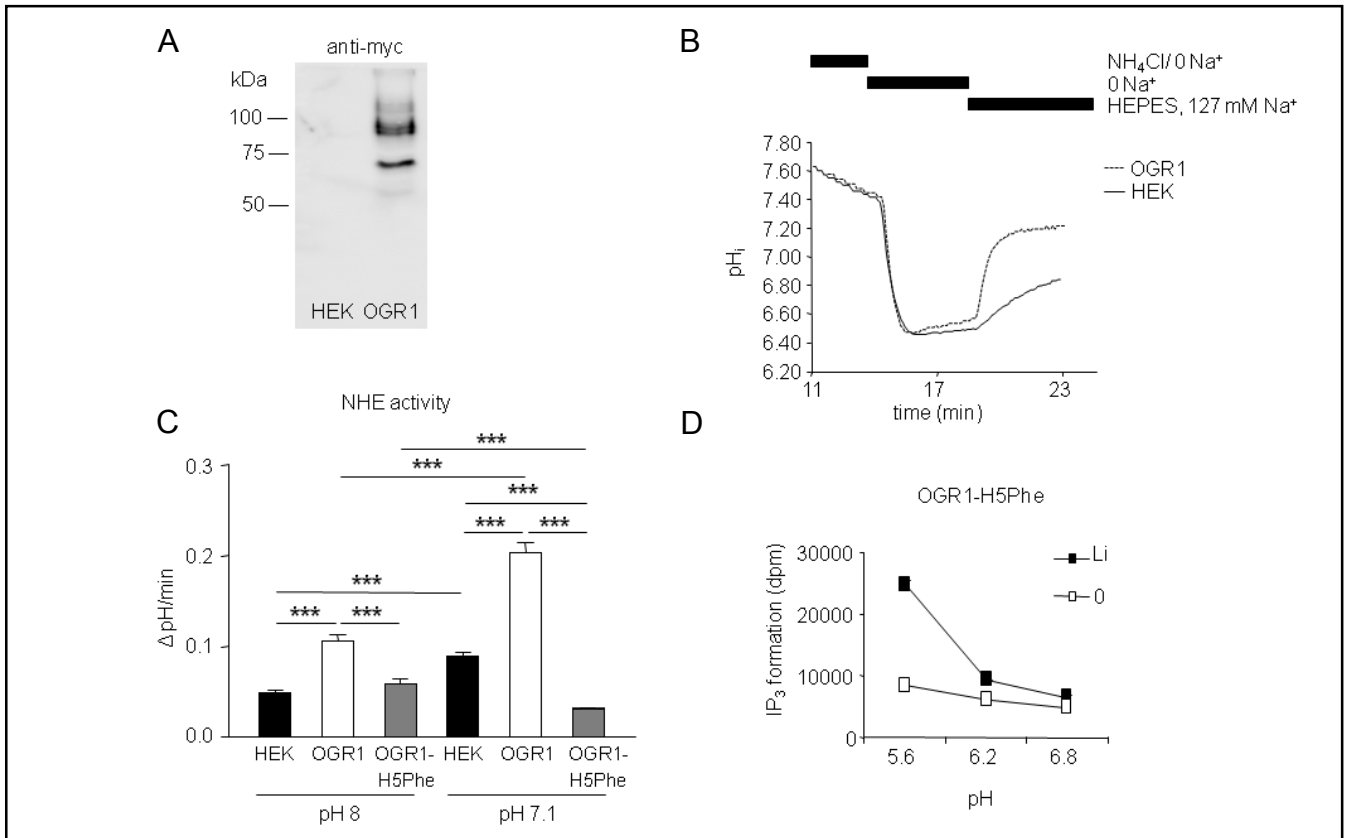 A
anti-myc
kDa
100
75
50
HEK OGR1
B
NH₄Cl/ 0 Na⁺
0 Na⁺
HEPES, 127 mM Na⁺
7.80
7.60
7.40
7.20
7.00
6.80
6.60
6.40
6.20
pHᵢ
OGR1
HEK
11 17 23
time (min)
C
NHE activity
***
***
***
*** ***
***
*** ***
0.3
0.2
0.1
0.0
ΔpH/min
HEK OGR1 OGR1-H5Phe HEK OGR1 OGR1-H5Phe
pH 8 pH 7.1
D
OGR1-H5Phe
Li
0
30000
20000
10000
0
IP₃ formation (dpm)
5.6 6.2 6.8
pH